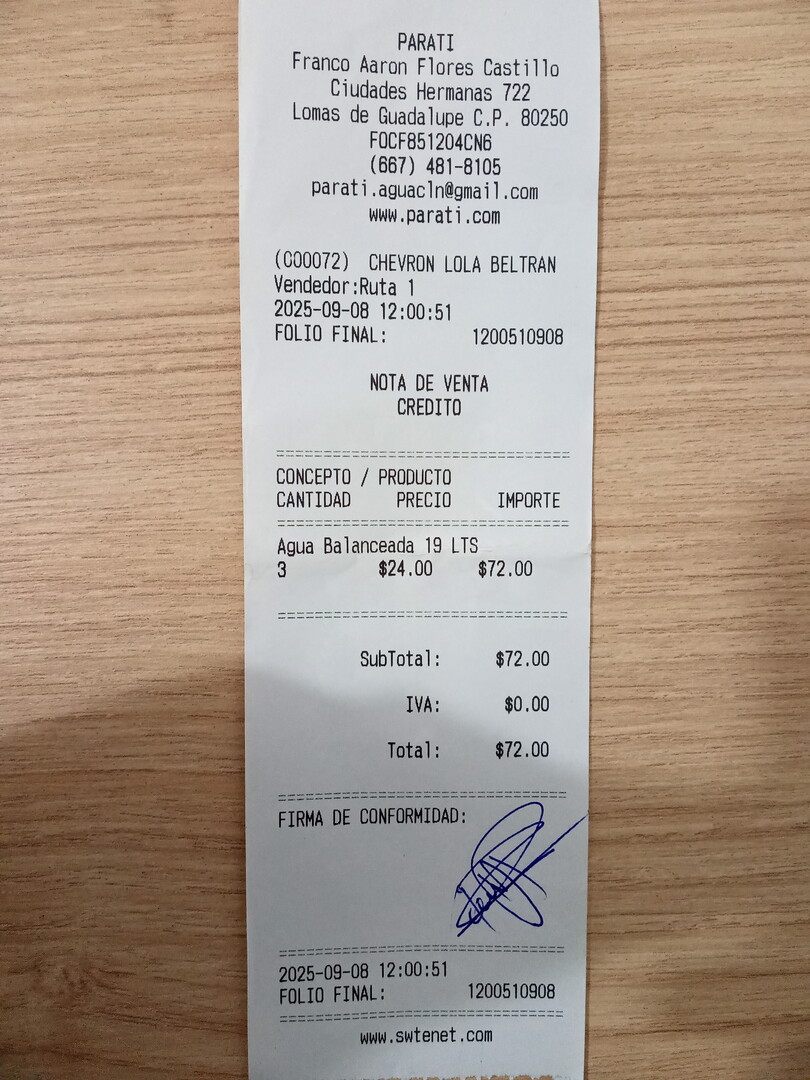 PARATI
Franco Aaron Flores Castillo
Ciudades Hermanas 722
Lomas de Guadalupe C.P. 80250
FOCF851204CN6
(667) 481-8105
parati.aguacln@gmail.com
www.parati.com
(C00072) CHEVRON LOLA BELTRAN
Vendedor:Ruta 1
2025-09-08 12:00:51
FOLIO FINAL: 1200510908
NOTA DE VENTA
CREDITO
CONCEPTO / PRODUCTO
CANTIDAD PRECIO IMPORTE
Agua Balanceada 19 LTS
3 $24.00 $72.00
SubTotal: $72.00
IVA: $0.00
Total: $72.00
FIRMA DE CONFORMIDAD:
2025-09-08 12:00:51
FOLIO FINAL: 1200510908
www.swtenet.com